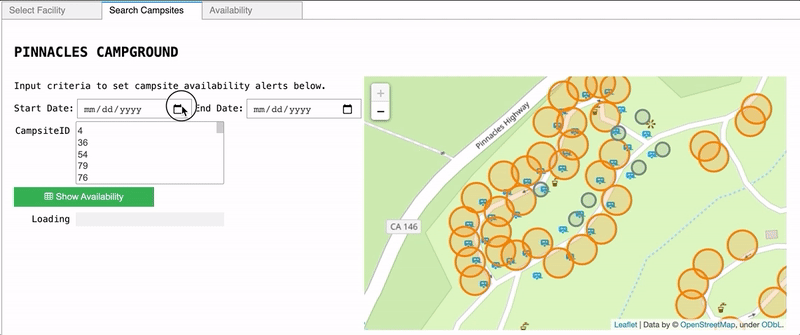 Select Facility
Search Campsites
Availability
PINNACLES CAMPGROUND
Input criteria to set campsite availability alerts below.
Start Date: mm/dd/yyyy End Date: mm/dd/yyyy
CampsiteID
4
36
54
79
76
Show Availability
Loading
+
−
Pinnacles Highway
CA 146
Leaflet | Data by © OpenStreetMap, under ODbL.